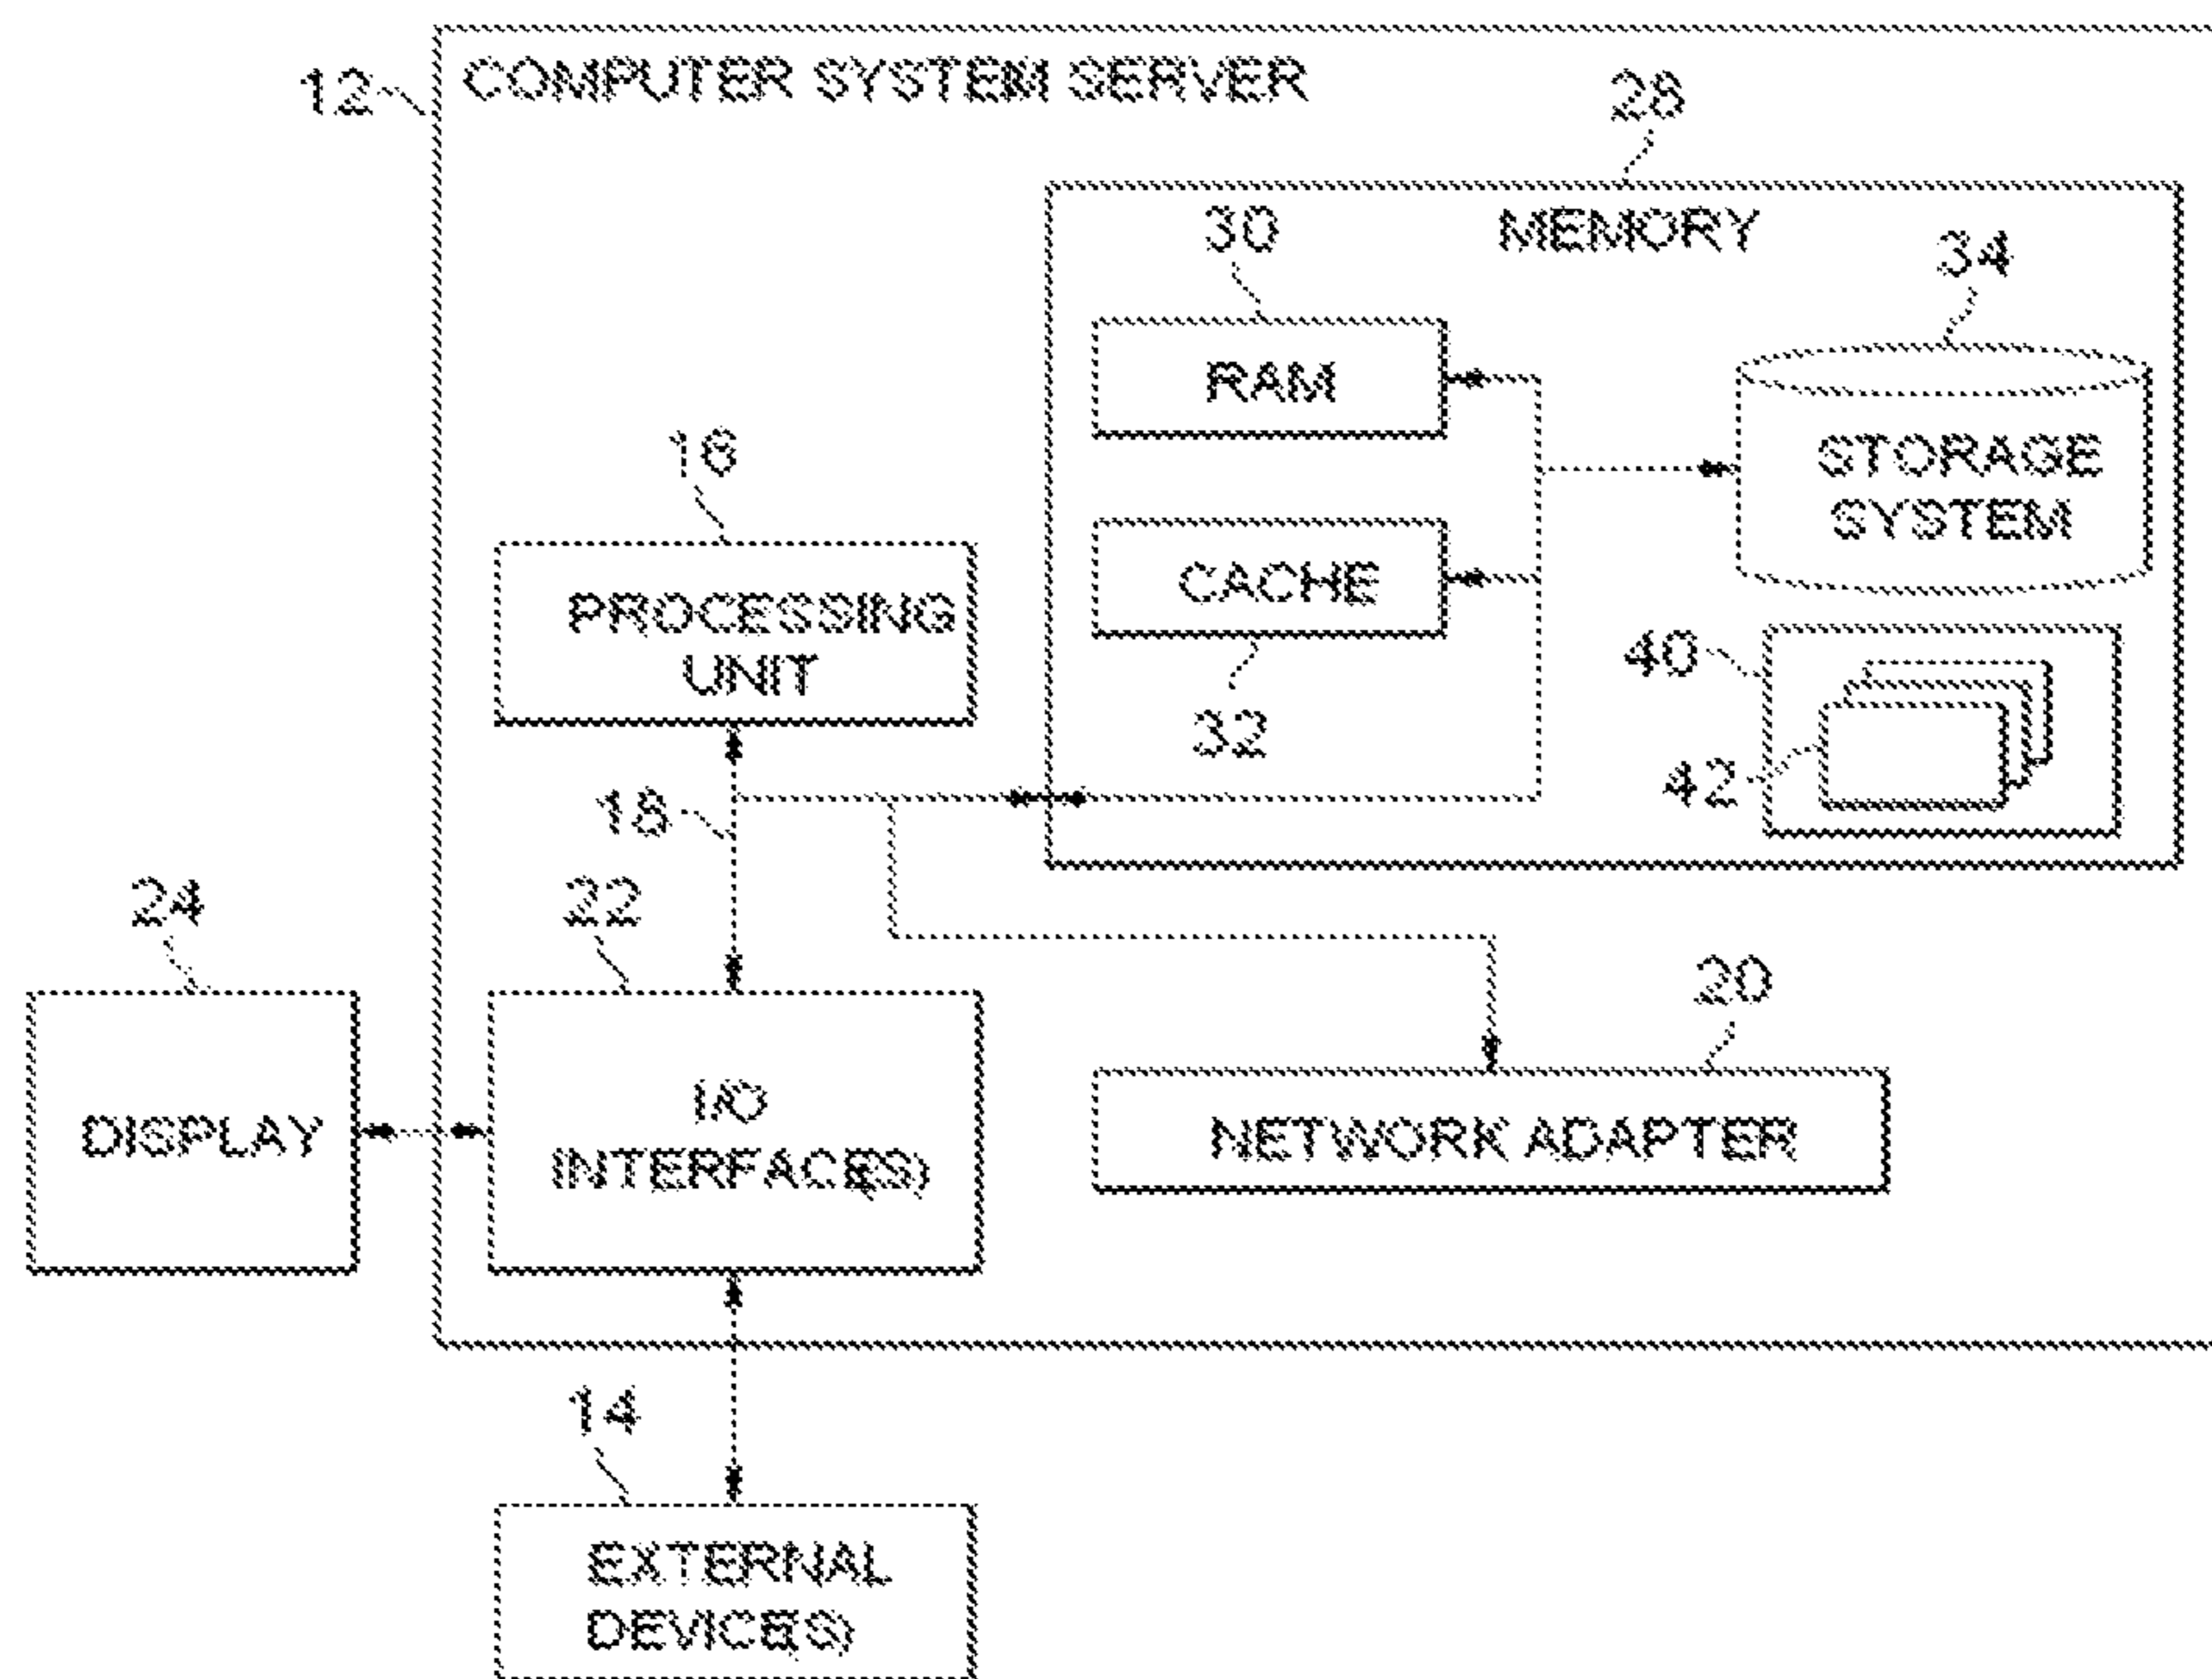 12
COMPUTER SYSTEM SERVER
28
MEMORY
30
34
RAM
STORAGE
SYSTEM
16
CACHE
PROCESSING
UNIT
40
32
42
18
24
22
20
DISPLAY
I/O
INTERFACE(S)
NETWORK ADAPTER
14
EXTERNAL
DEVICE(S)